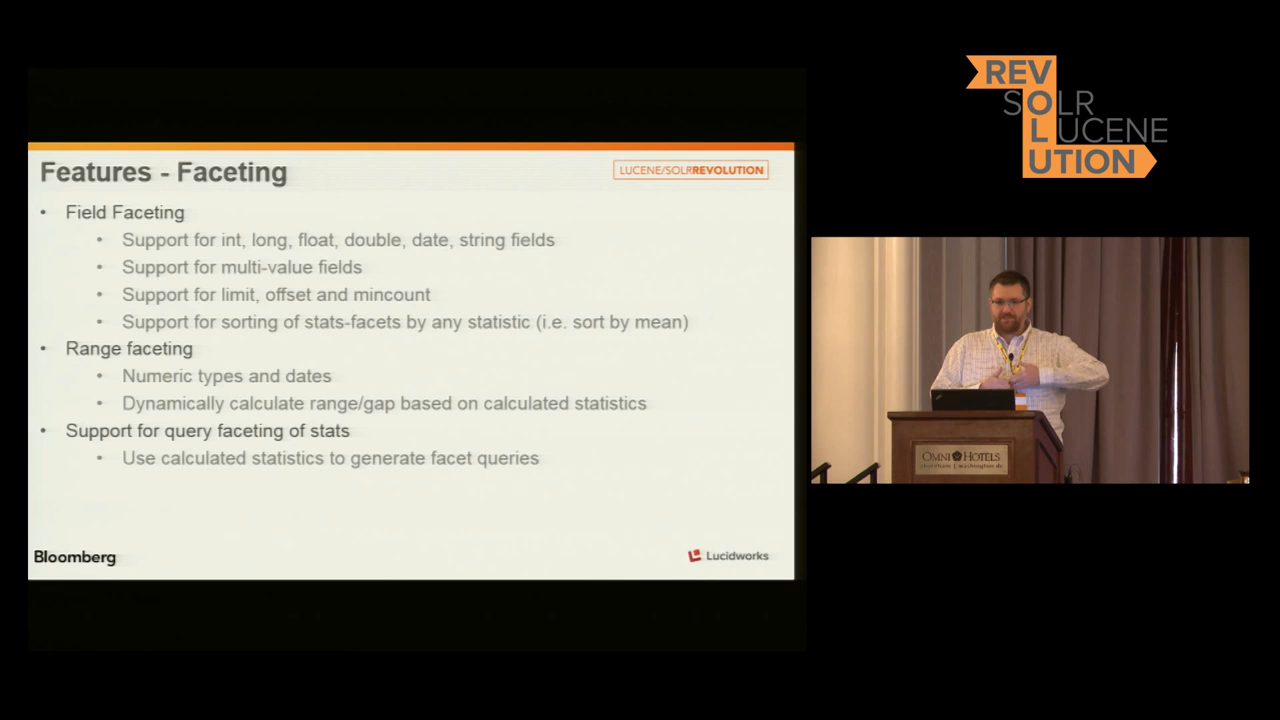 REV
SOLR
LUCENE
UTION
Features - Faceting
LUCENE/SOLRREVOLUTION
• Field Faceting
• Support for int, long, float, double, date, string fields
• Support for multi-value fields
• Support for limit, offset and mincount
• Support for sorting of stats-facets by any statistic (i.e. sort by mean)
• Range faceting
• Numeric types and dates
• Dynamically calculate range/gap based on calculated statistics
• Support for query faceting of stats
• Use calculated statistics to generate facet queries
Bloomberg
Lucidworks
OMNI HOTELS